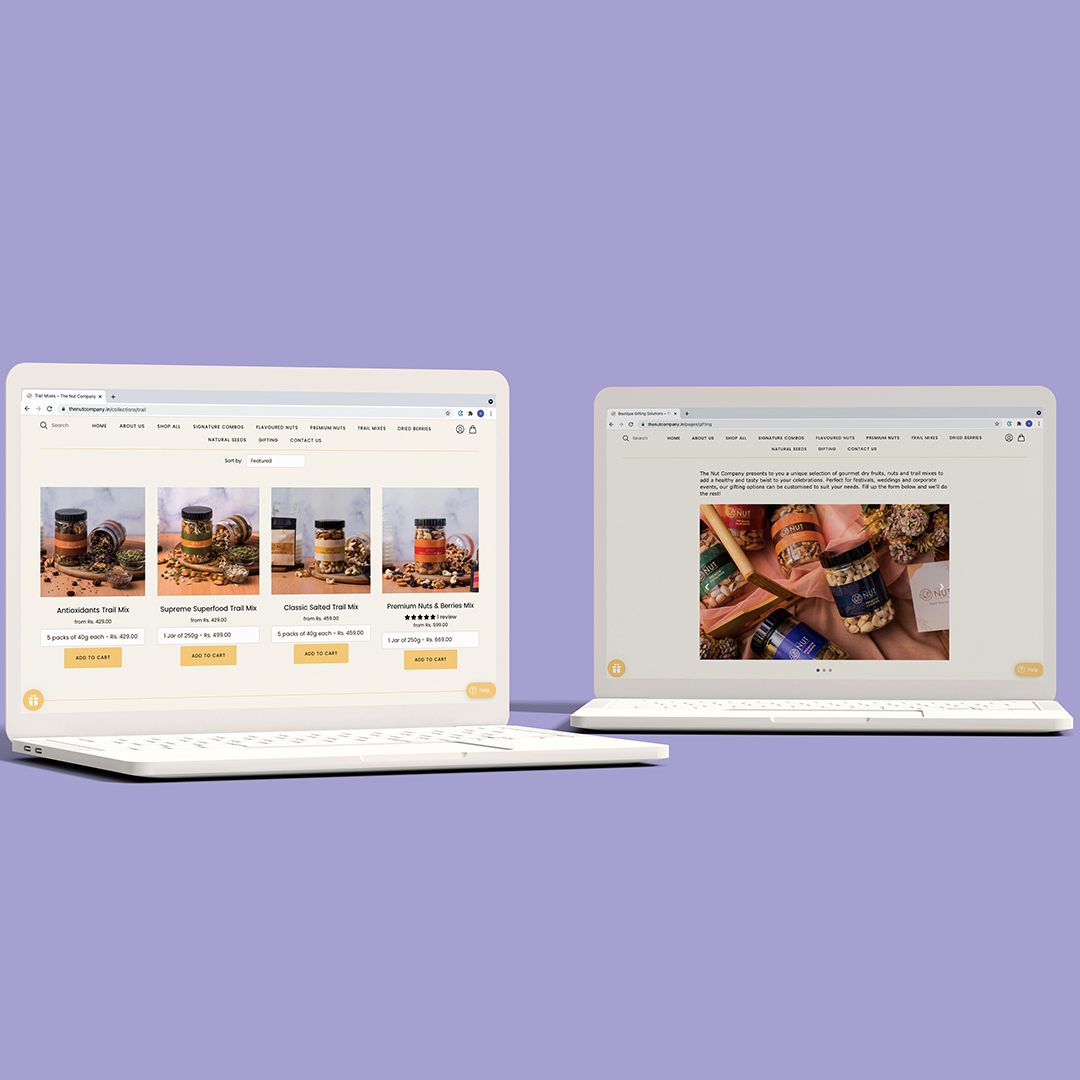 Trail Mixes – The Nut Company
thenutcompany.in/collections/trail
Search
HOME ABOUT US SHOP ALL SIGNATURE COMBOS FLAVOURED NUTS PREMIUM NUTS TRAIL MIXES DRIED BERRIES
NATURAL SEEDS GIFTING CONTACT US
Sort by: Featured
Antioxidants Trail Mix
from Rs. 429.00
5 packs of 40g each - Rs. 429.00
ADD TO CART
Supreme Superfood Trail Mix
from Rs. 429.00
1 Jar of 250g - Rs. 499.00
ADD TO CART
Classic Salted Trail Mix
from Rs. 459.00
5 packs of 40g each - Rs. 459.00
ADD TO CART
Premium Nuts & Berries Mix
1 review
from Rs. 599.00
1 Jar of 250g - Rs. 669.00
ADD TO CART
Help
Boutique Gifting Solutions – T
thenutcompany.in/pages/gifting
Search
HOME ABOUT US SHOP ALL SIGNATURE COMBOS FLAVOURED NUTS PREMIUM NUTS TRAIL MIXES DRIED BERRIES
NATURAL SEEDS GIFTING CONTACT US
The Nut Company presents to you a unique selection of gourmet dry fruits, nuts and trail mixes to
add a healthy and tasty twist to your celebrations. Perfect for festivals, weddings and corporate
events, our gifting options can be customised to suit your needs. Fill up the form below and we'll do
the rest!
NUT
NUT
NUT
NUT
NUT
NUT
Help